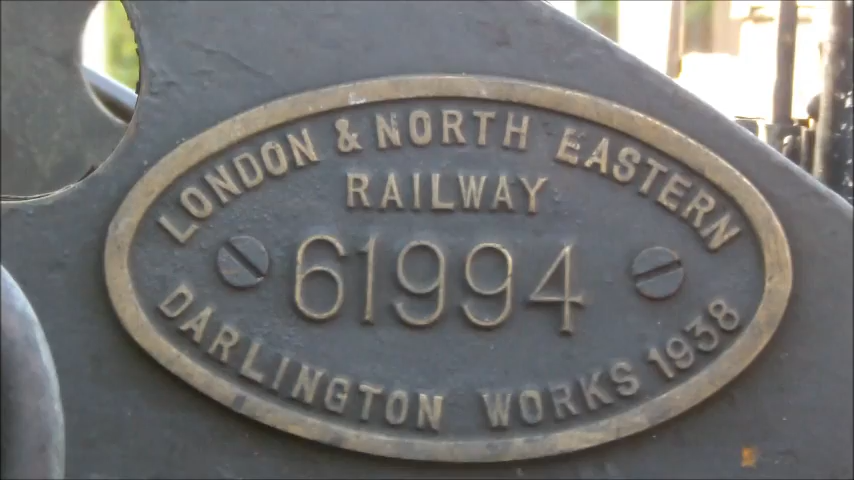 LONDON & NORTH EASTERN
RAILWAY
61994
DARLINGTON WORKS 1938